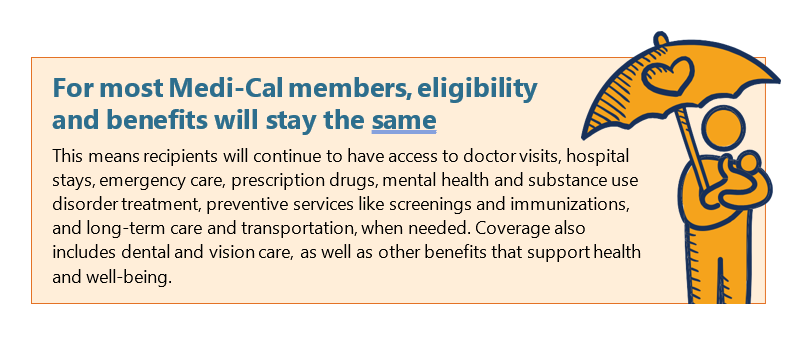 For most Medi-Cal members, eligibility
and benefits will stay the same
This means recipients will continue to have access to doctor visits, hospital
stays, emergency care, prescription drugs, mental health and substance use
disorder treatment, preventive services like screenings and immunizations,
and long-term care and transportation, when needed. Coverage also
includes dental and vision care, as well as other benefits that support health
and well-being.